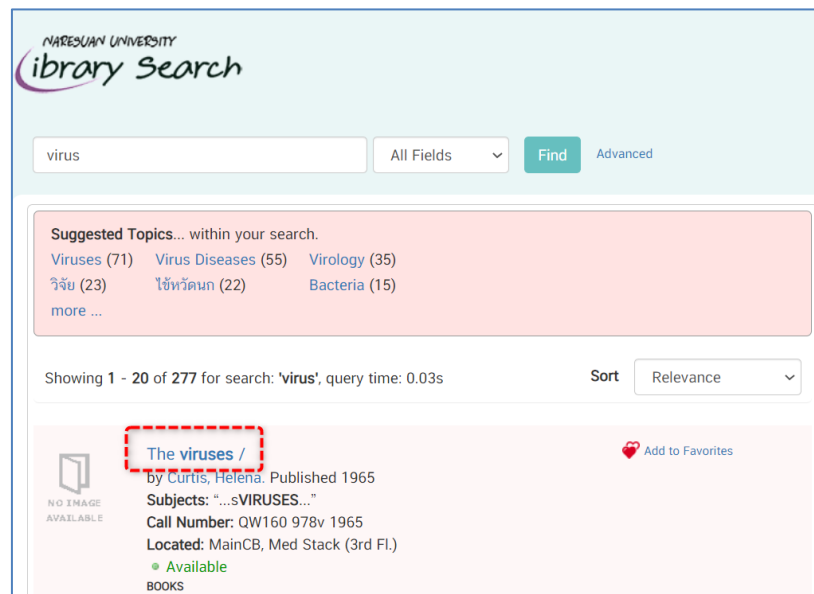 NARESUAN UNIVERSITY
Library Search
virus
All Fields
Find
Advanced
Suggested Topics... within your search.
Viruses (71) Virus Diseases (55) Virology (35)
วิจัย (23) ไข้หวัดนก (22) Bacteria (15)
more ...
Showing 1 - 20 of 277 for search: 'virus', query time: 0.03s
Sort
Relevance
The viruses /
Add to Favorites
by Curtis, Helena. Published 1965
NO IMAGE
AVAILABLE
Subjects: “...sVIRUSES...”
Call Number: QW160 978v 1965
Located: MainCB, Med Stack (3rd Fl.)
Available
BOOKS